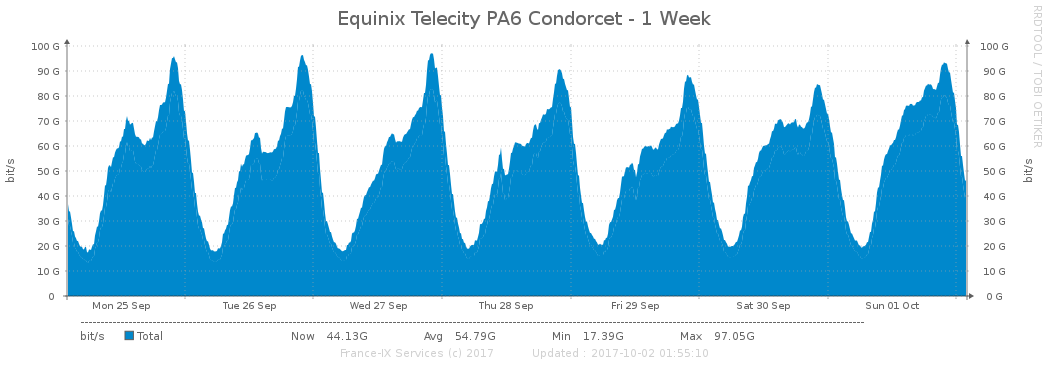 Equinix Telecity PA6 Condorcet - 1 Week
RRDTOOL / TOBI OETIKER
100 G 100 G
90 G 90 G
80 G 80 G
70 G 70 G
60 G 60 G
50 G 50 G
40 G 40 G
30 G 30 G
20 G 20 G
10 G 10 G
0 0 G
bit/s bit/s
Mon 25 Sep Tue 26 Sep Wed 27 Sep Thu 28 Sep Fri 29 Sep Sat 30 Sep Sun 01 Oct
bit/s Total Now 44.13G Avg 54.79G Min 17.39G Max 97.05G
France-IX Services (c) 2017 Updated : 2017-10-02 01:55:10